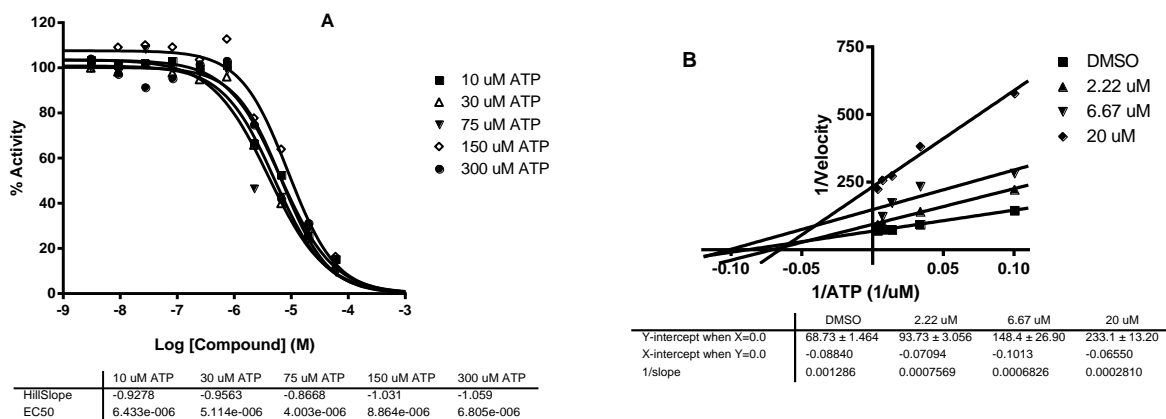 A
120
100
80
60
40
20
0
% Activity
-9 -8 -7 -6 -5 -4 -3
Log [Compound] (M)
10 uM ATP
30 uM ATP
75 uM ATP
150 uM ATP
300 uM ATP
10 uM ATP 30 uM ATP 75 uM ATP 150 uM ATP 300 uM ATP
HillSlope -0.9278 -0.9563 -0.8668 -1.031 -1.059
EC50 6.433e-006 5.114e-006 4.003e-006 8.864e-006 6.805e-006
B
750
500
250
1/Velocity
-0.10 -0.05 0.05 0.10
1/ATP (1/uM)
DMSO
2.22 uM
6.67 uM
20 uM
DMSO 2.22 uM 6.67 uM 20 uM
Y-intercept when X=0.0 68.73 ± 1.464 93.73 ± 3.056 148.4 ± 26.90 233.1 ± 13.20
X-intercept when Y=0.0 -0.08840 -0.07094 -0.1013 -0.06550
1/slope 0.001286 0.0007569 0.0006826 0.0002810